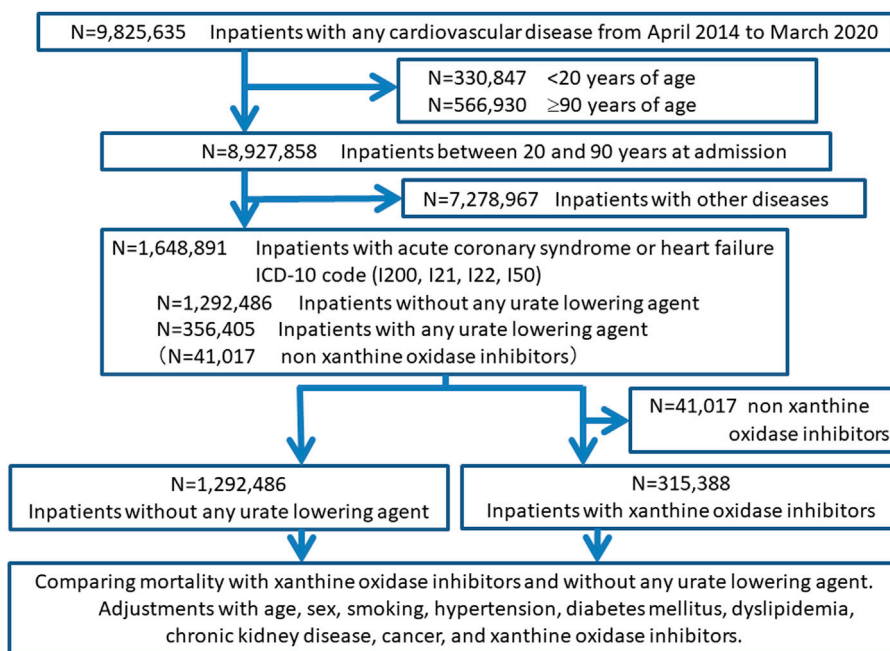 N=9,825,635 Inpatients with any cardiovascular disease from April 2014 to March 2020
N=330,847 <20 years of age
N=566,930 ≥90 years of age
N=8,927,858 Inpatients between 20 and 90 years at admission
N=7,278,967 Inpatients with other diseases
N=1,648,891 Inpatients with acute coronary syndrome or heart failure
ICD-10 code (I200, I21, I22, I50)
N=1,292,486 Inpatients without any urate lowering agent
N=356,405 Inpatients with any urate lowering agent
（N=41,017 non xanthine oxidase inhibitors）
N=41,017 non xanthine
oxidase inhibitors
N=1,292,486
Inpatients without any urate lowering agent
N=315,388
Inpatients with xanthine oxidase inhibitors
Comparing mortality with xanthine oxidase inhibitors and without any urate lowering agent.
Adjustments with age, sex, smoking, hypertension, diabetes mellitus, dyslipidemia,
chronic kidney disease, cancer, and xanthine oxidase inhibitors.